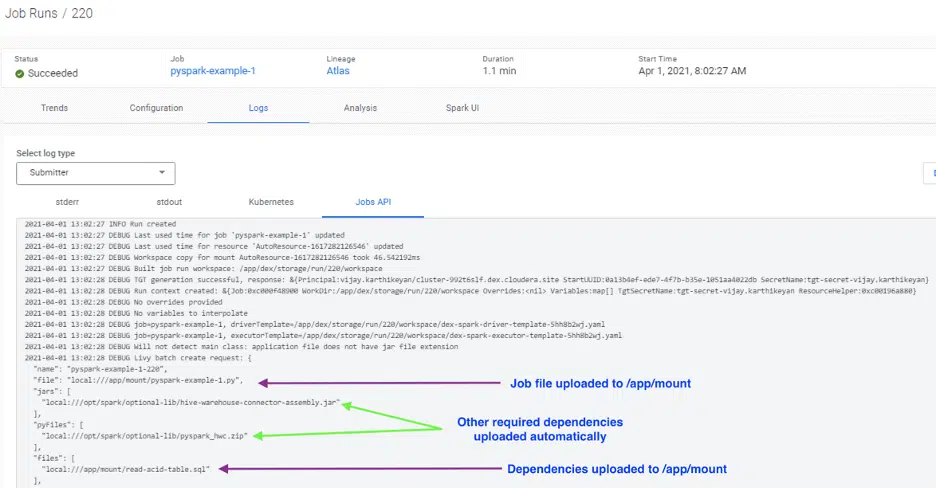 Job Runs / 220
Status
Job
Lineage
Duration
Start Time
Succeeded
pyspark-example-1
Atlas
1.1 min
Apr 1, 2021, 8:02:27 AM
Trends
Configuration
Logs
Analysis
Spark UI
Select log type
Submitter
stderr
stdout
Kubernetes
Jobs API
2021-04-01 13:02:27 INFO Run created
2021-04-01 13:02:27 DEBUG Last used time for job `pyspark-example-1` updated
2021-04-01 13:02:27 DEBUG Last used time for resource `AutoResource-1617282126546` updated
2021-04-01 13:02:27 DEBUG Workspace copy for mount AutoResource-1617282126546 took 46.542192ms
2021-04-01 13:02:27 DEBUG Built job run workspace: /app/dex/storage/run/220/workspace
2021-04-01 13:02:28 DEBUG TGT generation successful, response: &{Principal:vijay.karthikeyan/cluster-992t6slf.dex.cloudera.site StartUUID:0a13b4ef-ede7-4f7b-b35e-1051aa4022db SecretName:tgt-secret-vijay.karthikeyan}
2021-04-01 13:02:28 DEBUG Run context created: &{Job:0xc000f48900 WorkDir:/app/dex/storage/run/220/workspace Overrides:<nil> Variables:map[] TgtSecretName:tgt-secret-vijay.karthikeyan ResourceHelper:0xc00196a880}
2021-04-01 13:02:28 DEBUG No overrides provided
2021-04-01 13:02:28 DEBUG No variables to interpolate
2021-04-01 13:02:28 DEBUG job=pyspark-example-1, driverTemplate=/app/dex/storage/run/220/workspace/dex-spark-driver-template-5hh8b2wj.yaml
2021-04-01 13:02:28 DEBUG job=pyspark-example-1, executorTemplate=/app/dex/storage/run/220/workspace/dex-spark-executor-template-5hh8b2wj.yaml
2021-04-01 13:02:28 DEBUG Will not detect main class: application file does not have jar file extension
2021-04-01 13:02:28 DEBUG Livy batch create request: {
"name": "pyspark-example-1-220",
"file": "local:///app/mount/pyspark-example-1.py",
Job file uploaded to /app/mount
"jars": [
"local:///opt/spark/optional-lib/hive-warehouse-connector-assembly.jar"
],
"pyFiles": [
Other required dependencies
uploaded automatically
"local:///opt/spark/optional-lib/pyspark_hwc.zip"
],
"files": [
"local:///app/mount/read-acid-table.sql"
Dependencies uploaded to /app/mount
],